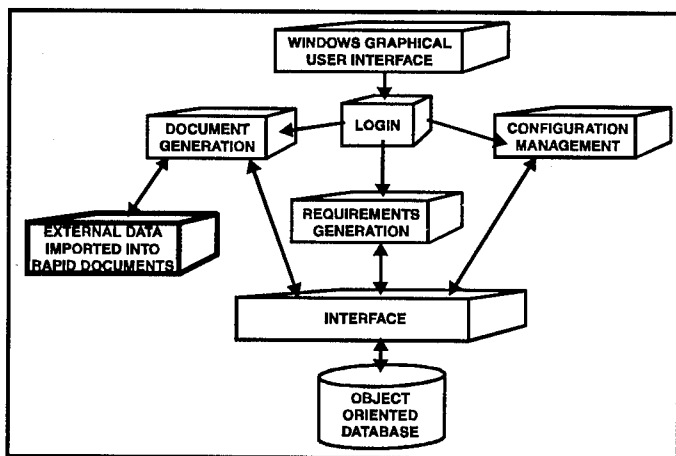 WINDOWS GRAPHICAL
USER INTERFACE
DOCUMENT
GENERATION
LOGIN
CONFIGURATION
MANAGEMENT
EXTERNAL DATA
IMPORTED INTO
RAPID DOCUMENTS
REQUIREMENTS
GENERATION
INTERFACE
OBJECT
ORIENTED
DATABASE